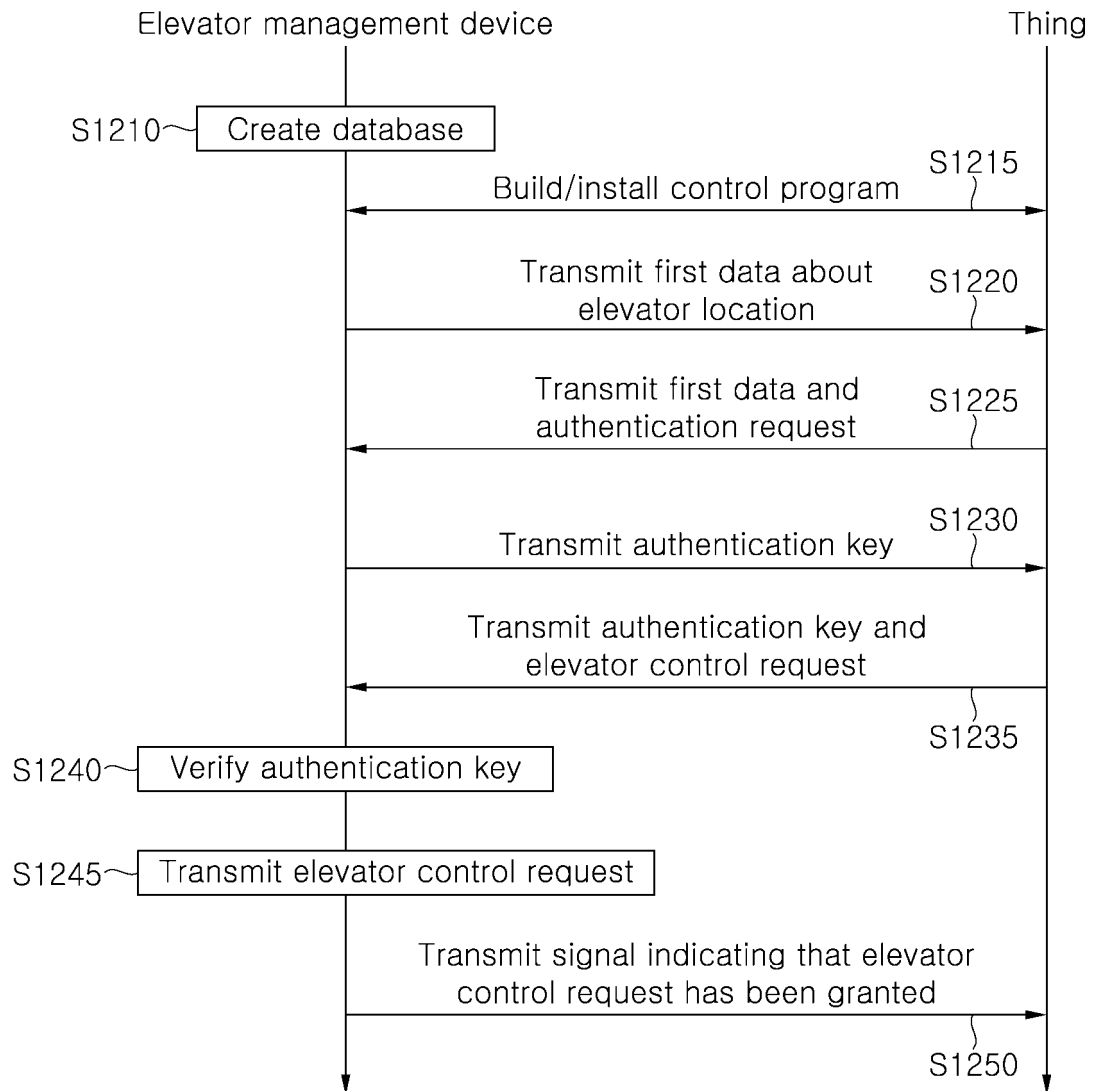 Elevator management device
Thing
S1210
Create database
S1215
Build/install control program
Transmit first data about
elevator location
S1220
Transmit first data and
authentication request
S1225
S1230
Transmit authentication key
Transmit authentication key and
elevator control request
S1235
S1240
Verify authentication key
S1245
Transmit elevator control request
Transmit signal indicating that elevator
control request has been granted
S1250